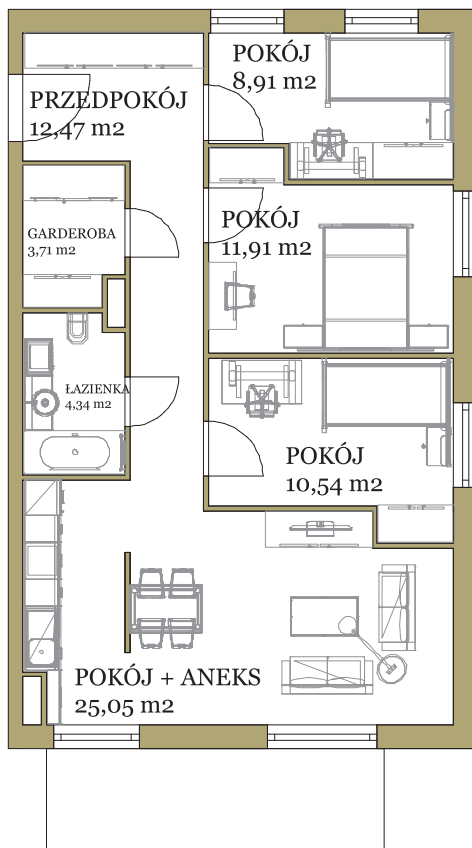 POKÓJ
8,91 m2
PRZEDPOKÓJ
12,47 m2
POKÓJ
11,91 m2
GARDEROBA
3,71 m2
ŁAZIENKA
4,34 m2
POKÓJ
10,54 m2
POKÓJ + ANEKS
25,05 m2